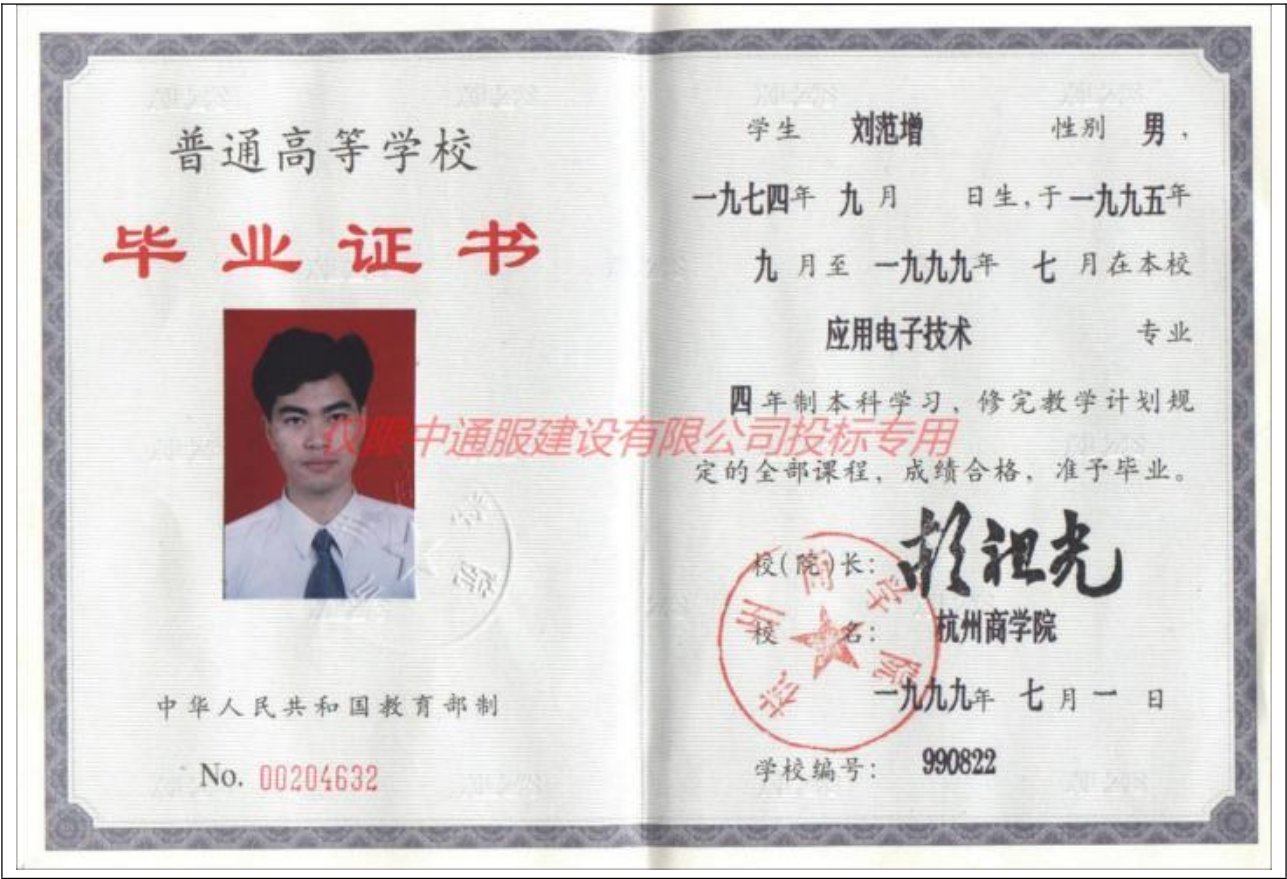 普通高等学校
毕业证书
中华人民共和国教育部制
No. 00204632
学生 刘范增 性别 男，
一九七四年 九 月 日生，于一九九五年
九 月至 一九九九年 七 月在本校
应用电子技术 专业
四年制本科学习，修完教学计划规
定的全部课程，成绩合格，准予毕业。
校(院)长：
校 名： 杭州商学院
一九九九年 七 月 一 日
学校编号： 990822
杭州商学院
仅限中通服建设有限公司投标专用